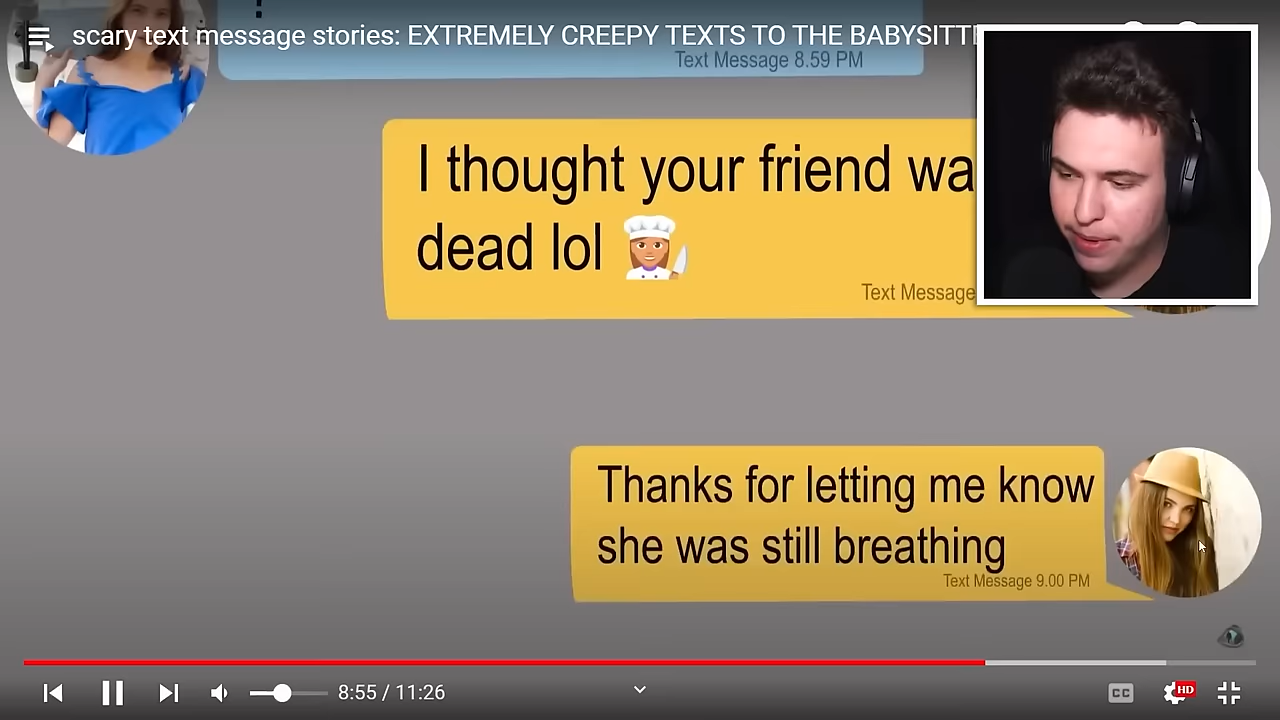 scary text message stories: EXTREMELY CREEPY TEXTS TO THE
Text Message 8.59 PM
I thought your friend
dead lol
Text Message
Thanks for letting me know
she was still breathing
Text Message 9.00 PM
8:55 / 11:26
CC
HD